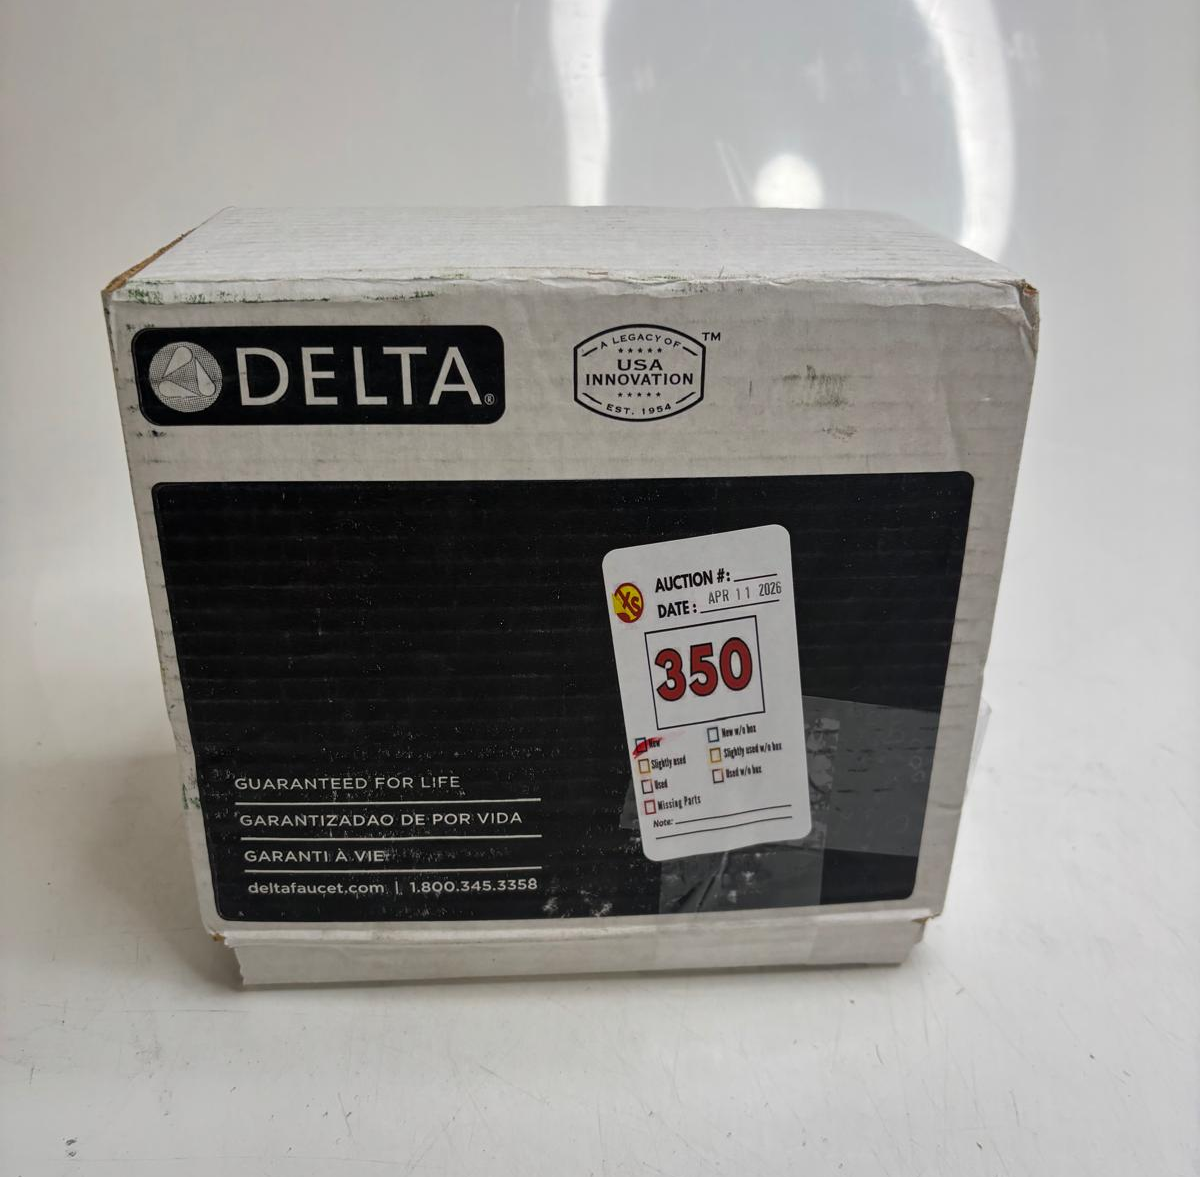 DELTA®
A LEGACY OF
USA
INNOVATION
EST. 1954
TM
AUCTION #:
DATE: APR 11 2026
XS
350
New
New w/o box
Slightly used
Slightly used w/o box
Used
Used w/o box
Missing Parts
Note:
GUARANTEED FOR LIFE
GARANTIZADAO DE POR VIDA
GARANTI À VIE
deltafaucet.com | 1.800.345.3358